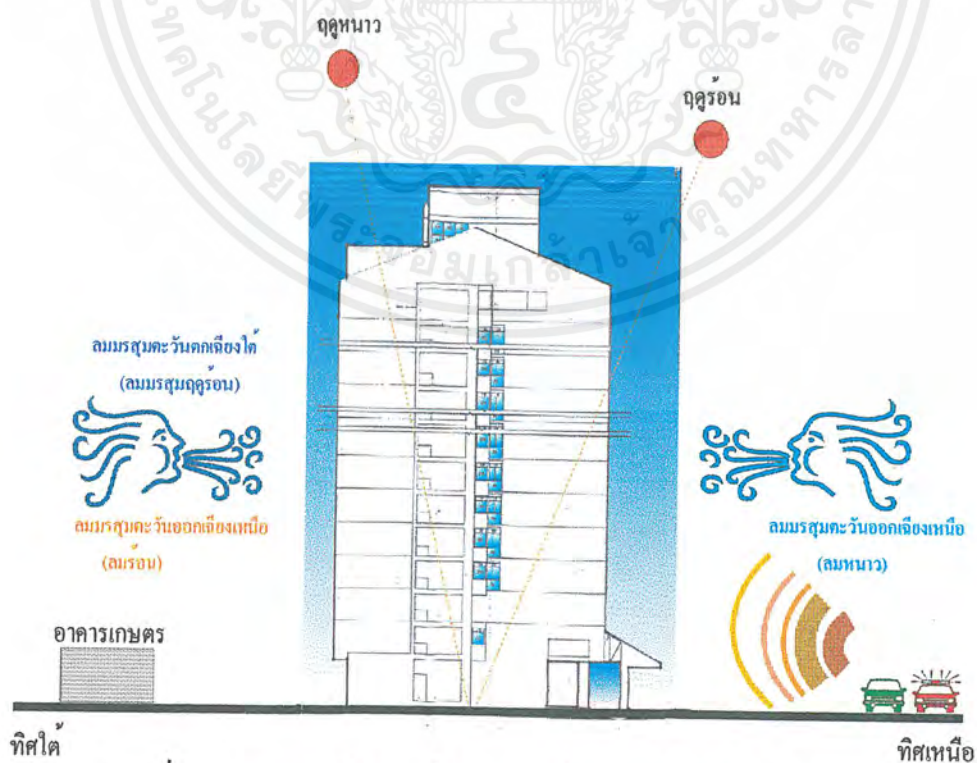 ฤดูหนาว
ฤดูร้อน
ลมมรสุมตะวันตกเฉียงใต้
(ลมมรสุมฤดูร้อน)
ลมมรสุมตะวันออกเฉียงเหนือ
(ลมร้อน)
ลมมรสุมตะวันออกเฉียงเหนือ
(ลมหนาว)
อาคารเกษตร
ทิศใต้
ทิศเหนือ